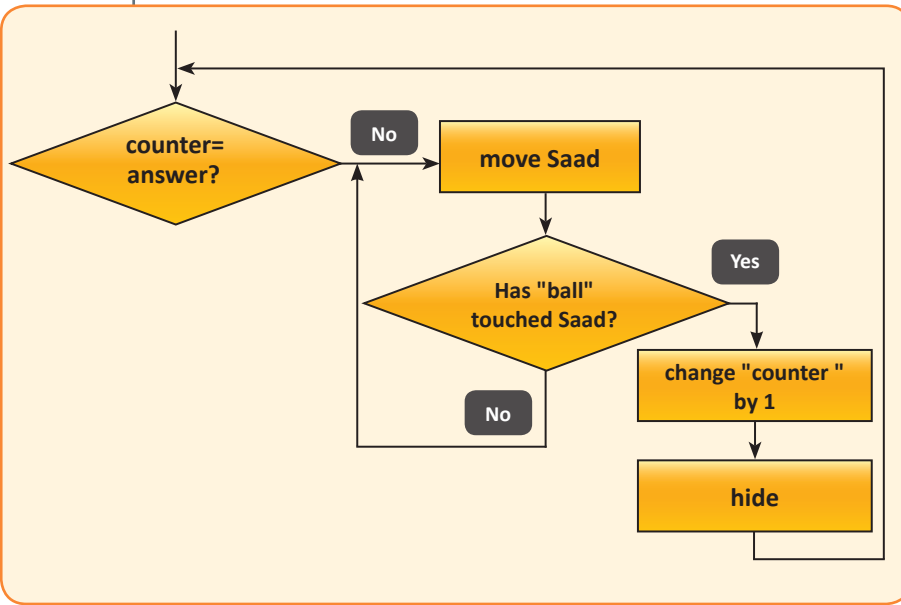 counter=
answer?
No
move Saad
Has "ball"
touched Saad?
Yes
No
change "counter "
by 1
hide